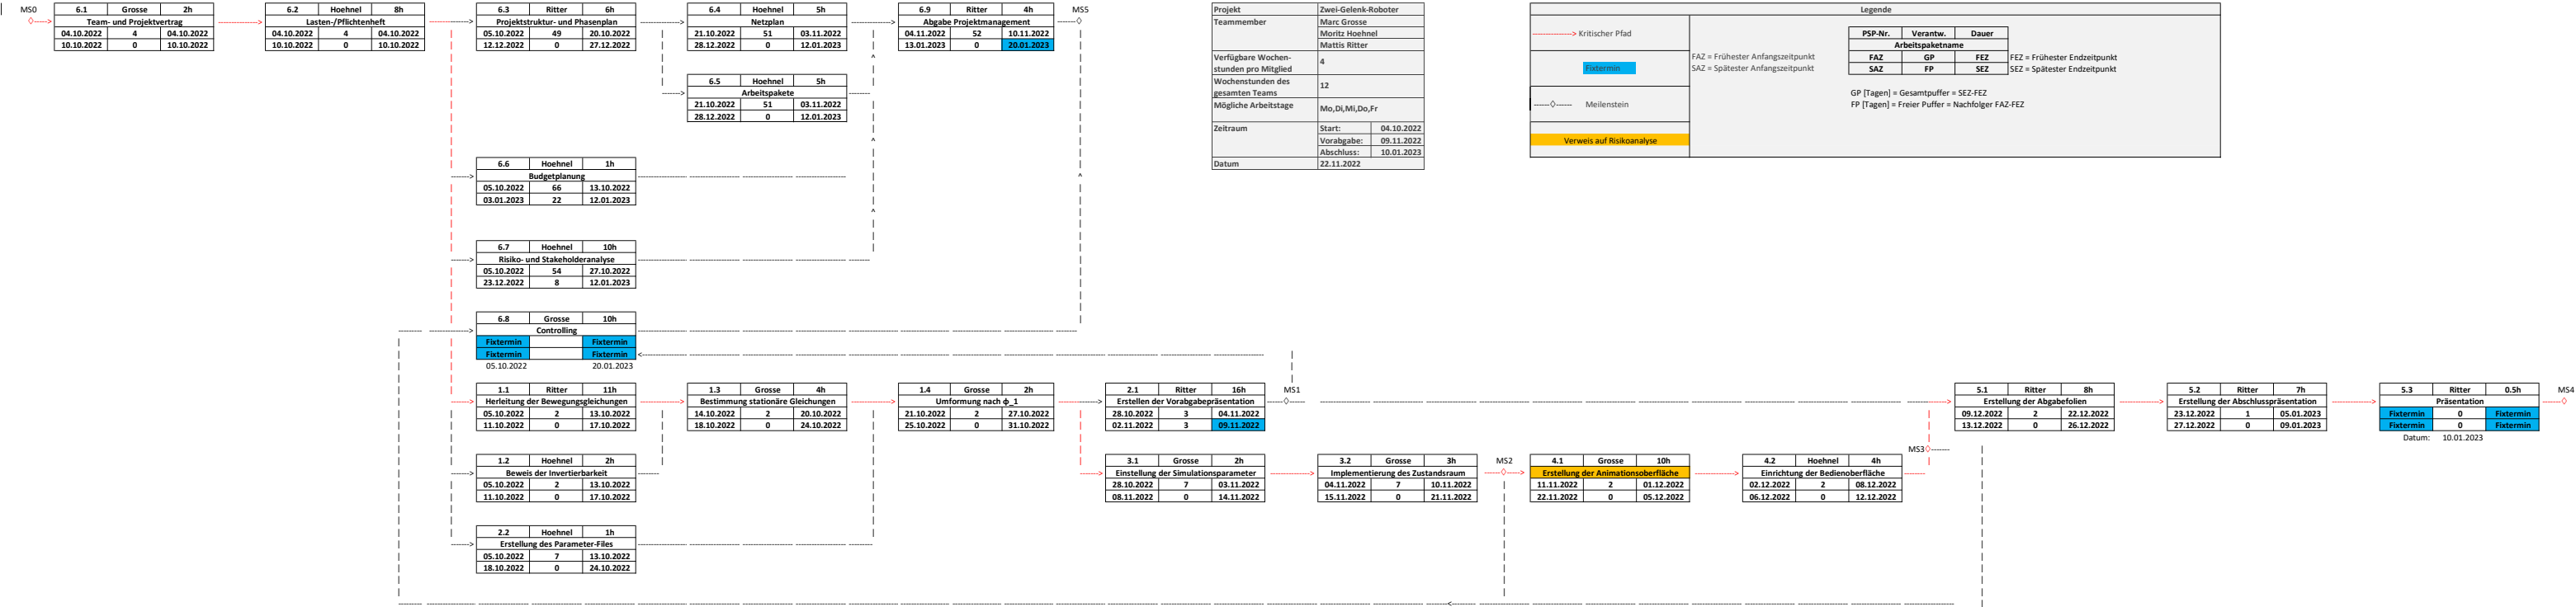 MS0
6.1 Grosse 2h
Team- und Projektvertrag
04.10.2022 4 04.10.2022
10.10.2022 0 10.10.2022
6.2 Hoehnel 8h
Lasten-/Pflichtenheft
04.10.2022 4 04.10.2022
10.10.2022 0 10.10.2022
6.3 Ritter 6h
Projektstruktur- und Phasenplan
05.10.2022 49 20.10.2022
12.12.2022 0 27.12.2022
6.4 Hoehnel 5h
Netzplan
21.10.2022 51 03.11.2022
28.12.2022 0 12.01.2023
6.9 Ritter 4h
Abgabe Projektmanagement
04.11.2022 52 10.11.2022
13.01.2023 0 20.01.2023
MS5
6.5 Hoehnel 5h
Arbeitspakete
21.10.2022 51 03.11.2022
28.12.2022 0 12.01.2023
6.6 Hoehnel 1h
Budgetplanung
05.10.2022 66 13.10.2022
03.01.2023 22 12.01.2023
6.7 Hoehnel 10h
Risiko- und Stakeholderanalyse
05.10.2022 54 27.10.2022
23.12.2022 8 12.01.2023
6.8 Grosse 10h
Controlling
Fixtermin Fixtermin
Fixtermin Fixtermin
05.10.2022 20.01.2023
Projekt Zwei-Gelenk-Roboter
Teammember Marc Grosse
Moritz Hoehnel
Mattis Ritter
Verfügbare Wochen-
stunden pro Mitglied 4
Wochenstunden des
gesamten Teams 12
Mögliche Arbeitstage Mo,Di,Mi,Do,Fr
Zeitraum Start: 04.10.2022
Vorabgabe: 09.11.2022
Abschluss: 10.01.2023
Datum 22.11.2022
Legende
Kritischer Pfad
Fixtermin
Meilenstein
Verweis auf Risikoanalyse
FAZ = Frühester Anfangszeitpunkt
SAZ = Spätester Anfangszeitpunkt
PSP-Nr. Verantw. Dauer
Arbeitspaketname
FAZ GP FEZ
SAZ FP SEZ
FEZ = Frühester Endzeitpunkt
SEZ = Spätester Endzeitpunkt
GP [Tagen] = Gesamtpuffer = SEZ-FEZ
FP [Tagen] = Freier Puffer = Nachfolger FAZ-FEZ
1.1 Ritter 11h
Herleitung der Bewegungsgleichungen
05.10.2022 2 13.10.2022
11.10.2022 0 17.10.2022
1.3 Grosse 4h
Bestimmung stationäre Gleichungen
14.10.2022 2 20.10.2022
18.10.2022 0 24.10.2022
1.4 Grosse 2h
Umformung nach ϕ_1
21.10.2022 2 27.10.2022
25.10.2022 0 31.10.2022
2.1 Ritter 16h
Erstellen der Vorabgabepräsentation
28.10.2022 3 04.11.2022
02.11.2022 3 09.11.2022
MS1
5.1 Ritter 8h
Erstellung der Abgabefolien
09.12.2022 2 22.12.2022
13.12.2022 0 26.12.2022
5.2 Ritter 7h
Erstellung der Abschlusspräsentation
23.12.2022 1 05.01.2023
27.12.2022 0 09.01.2023
5.3 Ritter 0.5h
Präsentation
Fixtermin 0 Fixtermin
Fixtermin 0 Fixtermin
Datum: 10.01.2023
MS4
1.2 Hoehnel 2h
Beweis der Invertierbarkeit
05.10.2022 2 13.10.2022
11.10.2022 0 17.10.2022
3.1 Grosse 2h
Einstellung der Simulationsparameter
28.10.2022 7 03.11.2022
08.11.2022 0 14.11.2022
3.2 Grosse 3h
Implementierung des Zustandsraum
04.11.2022 7 10.11.2022
15.11.2022 0 21.11.2022
MS2
4.1 Grosse 10h
Erstellung der Animationsoberfläche
11.11.2022 2 01.12.2022
22.11.2022 0 05.12.2022
4.2 Hoehnel 4h
Einrichtung der Bedienoberfläche
02.12.2022 2 08.12.2022
06.12.2022 0 12.12.2022
MS3
2.2 Hoehnel 1h
Erstellung des Parameter-Files
05.10.2022 7 13.10.2022
18.10.2022 0 24.10.2022